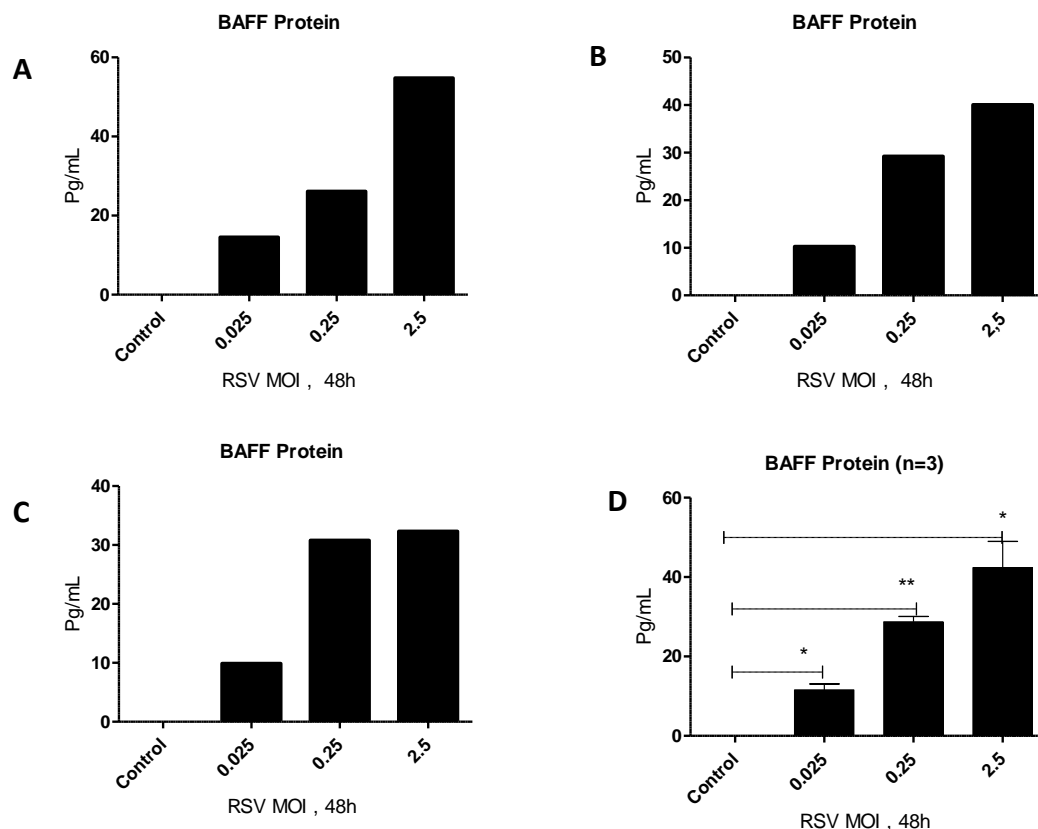 BAFF Protein
A
60
40
20
0
Pg/mL
Control
0.025
0.25
2.5
RSV MOI , 48h
BAFF Protein
B
50
40
30
20
10
0
Pg/mL
Control
0.025
0.25
2.5
RSV MOI , 48h
BAFF Protein
C
40
30
20
10
0
Pg/mL
Control
0.025
0.25
2.5
RSV MOI , 48h
BAFF Protein (n=3)
D
60
40
20
0
Pg/mL
*
**
*
Control
0.025
0.25
2.5
RSV MOI , 48h